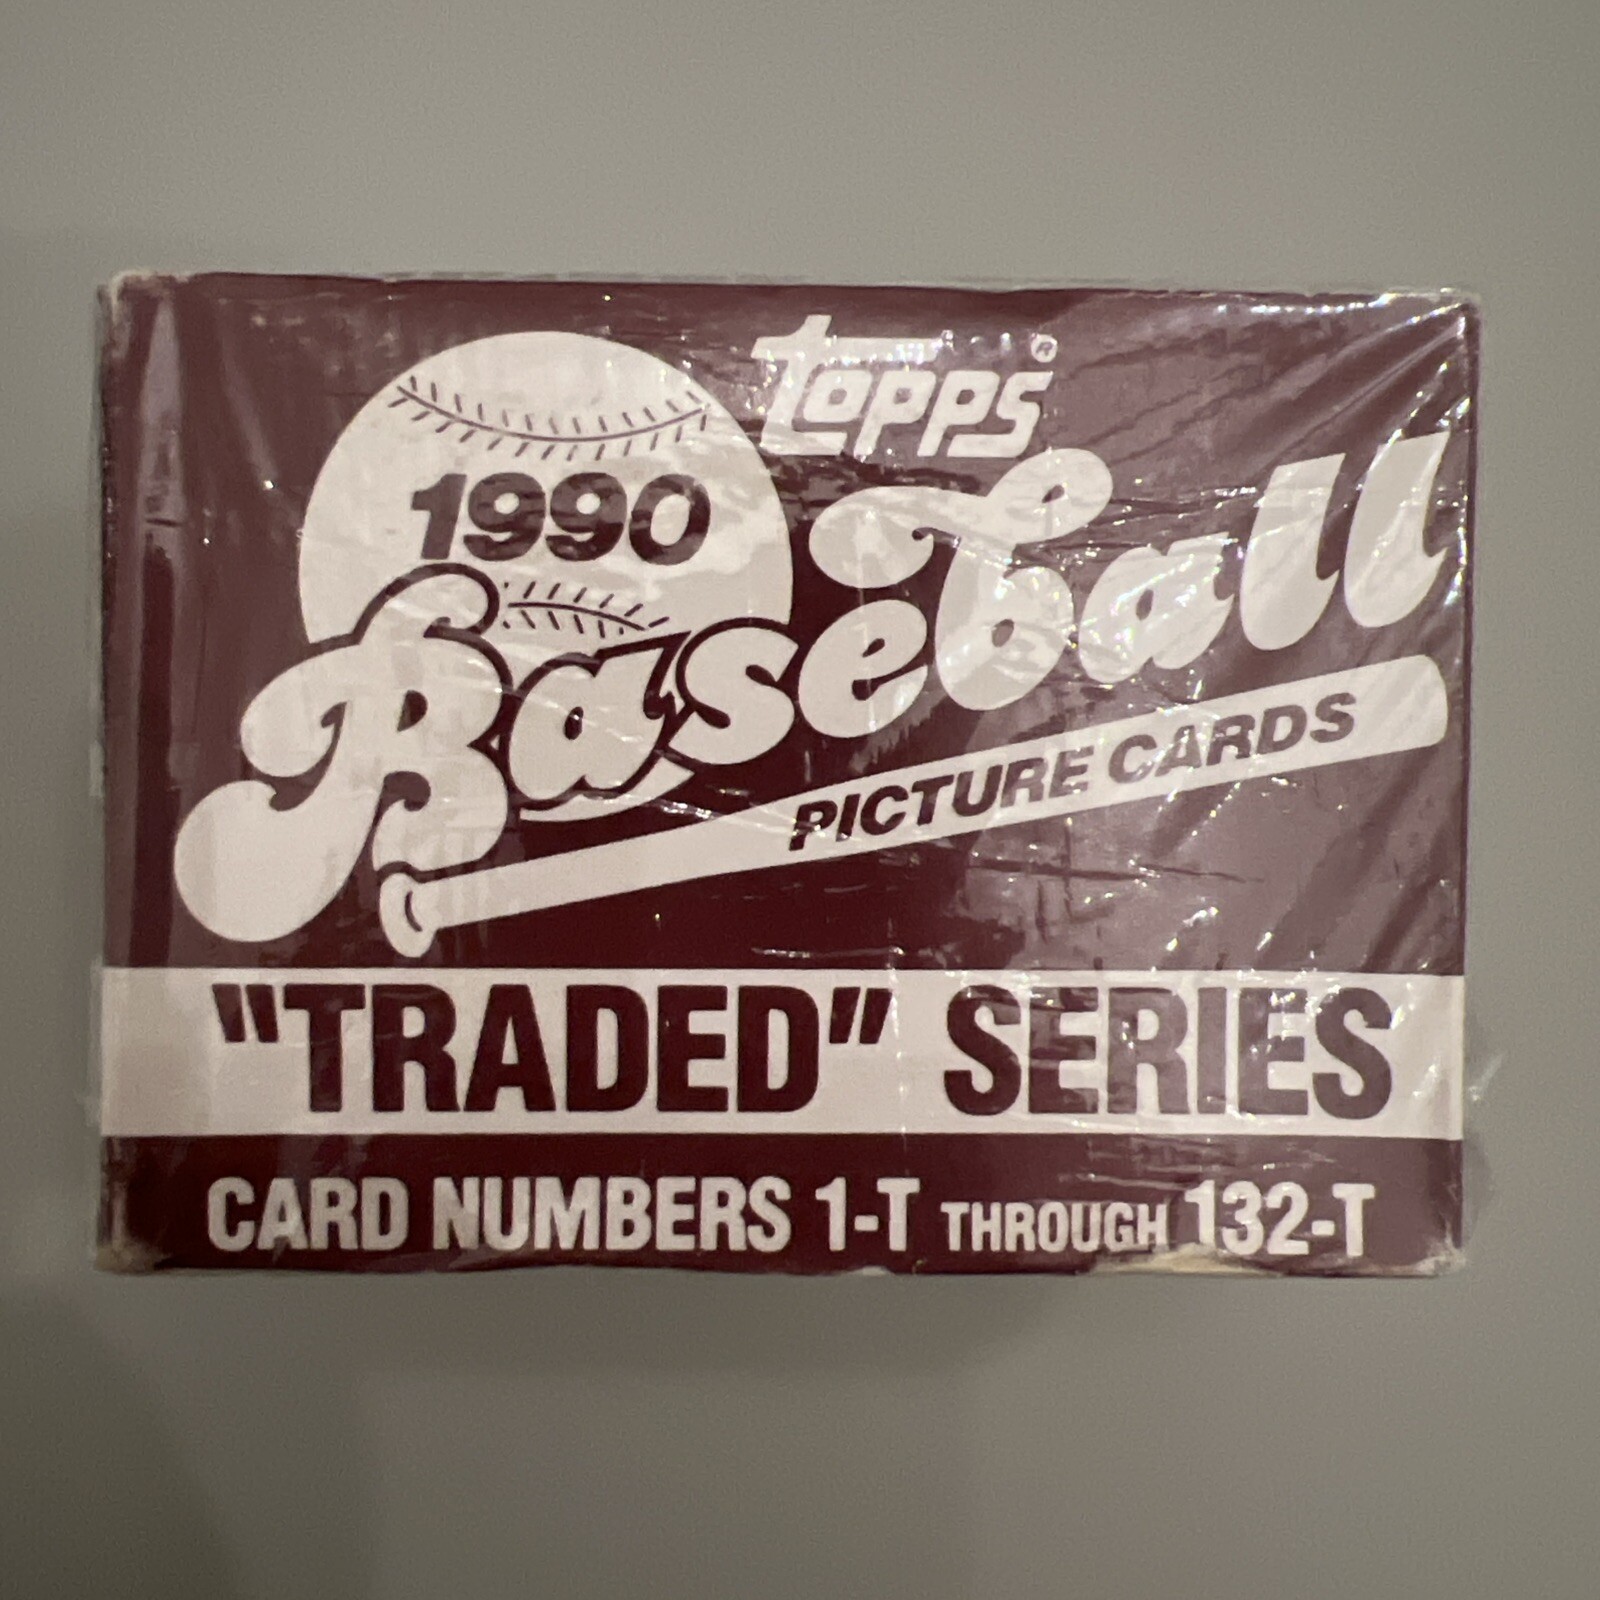 topps®
1990
Baseball
PICTURE CARDS
"TRADED" SERIES
CARD NUMBERS 1-T THROUGH 132-T